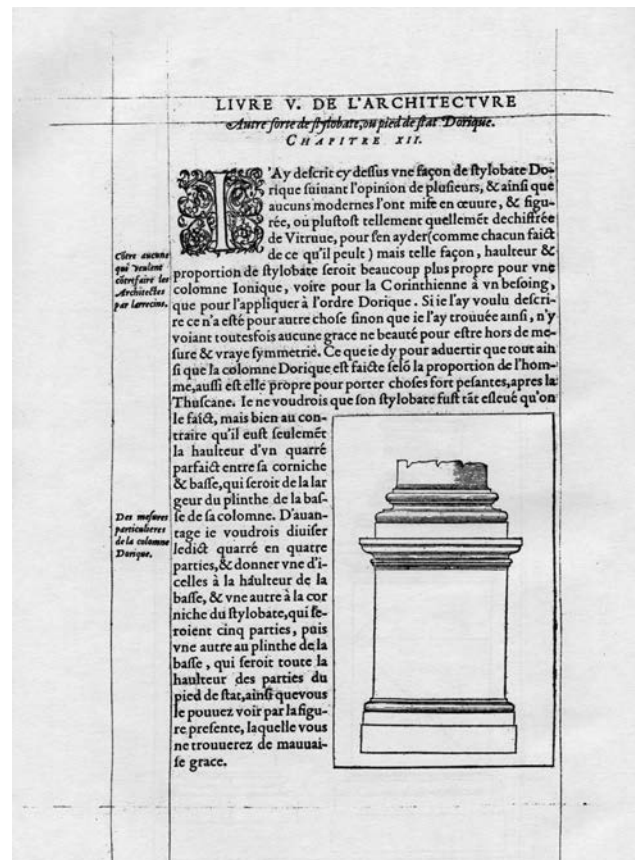 LIVRE V. DE L'ARCHITECTVRE
Autre sorte de stylobate, ou pied de stat Dorique.
CHAPITRE XII.
I'Ay descrit cy dessus vne façon de stylobate Do-
rique suiuant l'opinion de plusieurs, & ainsi que
aucuns modernes l'ont mise en œuure, & figu-
rée, ou plustost tellement quellemēt dechiffrée
de Vitruue, pour s'en ayder (comme chacun faict
de ce qu'il peult) mais telle façon, haulteur &
proportion de stylobate seroit beaucoup plus propre pour vne
colomne Ionique, voire pour la Corinthienne à vn besoing,
que pour l'appliquer à l'ordre Dorique. Si ie l'ay voulu descri-
re ce n'a esté pour autre chose sinon que ie l'ay trouuée ainsi, n'y
voiant toutesfois aucune grace ne beauté pour estre hors de me-
sure & vraye symmetrie. Ce que ie dy pour aduertir que tout ain
si que la colomne Dorique est faicte selō la proportion de l'hom-
me, aussi est elle propre pour porter choses fort pesantes, apres la
Thuscane. Ie ne voudrois que son stylobate fust tāt esleué qu'on
le faict, mais bien au con-
traire qu'il eust seulemēt
la haulteur d'vn quarré
parfaict entre sa corniche
& basse, qui seroit de la lar
geur du plinthe de la bas-
se de sa colomne. D'auan-
tage ie voudrois diuiser
ledict quarré en quatre
parties, & donner vne d'i-
celles à la haulteur de la
basse, & vne autre à la cor
niche du stylobate, qui se-
roient cinq parties, puis
vne autre au plinthe de la
basse, qui seroit toute la
haulteur des parties du
pied de stat, ainsi que vous
le pouuez voir par la figu-
re presente, laquelle vous
ne trouuerez de mauuai-
se grace.
Cōtre aucuns
qui veulent
cōtrefaire les
Architectes
par larrecins.
Des mesures
particulieres
de la colomne
Dorique.